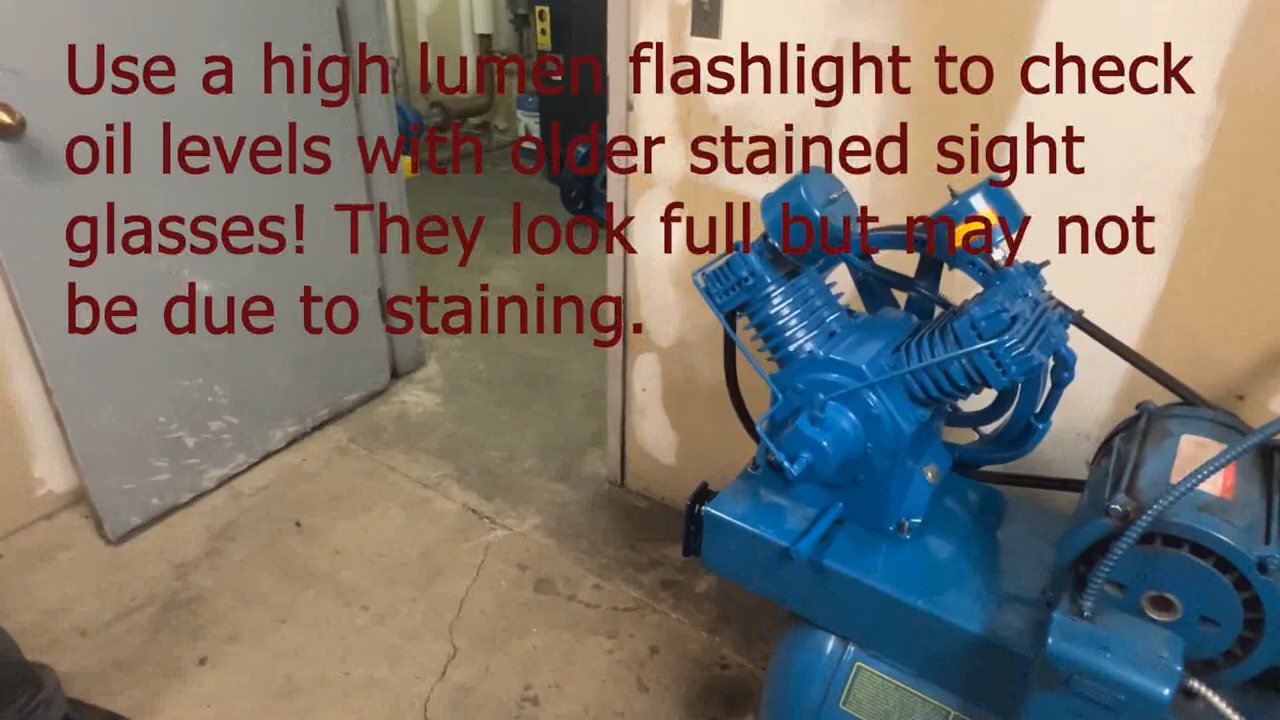 Use a high lumen flashlight to check
oil levels with older stained sight
glasses! They look full but may not
be due to staining.